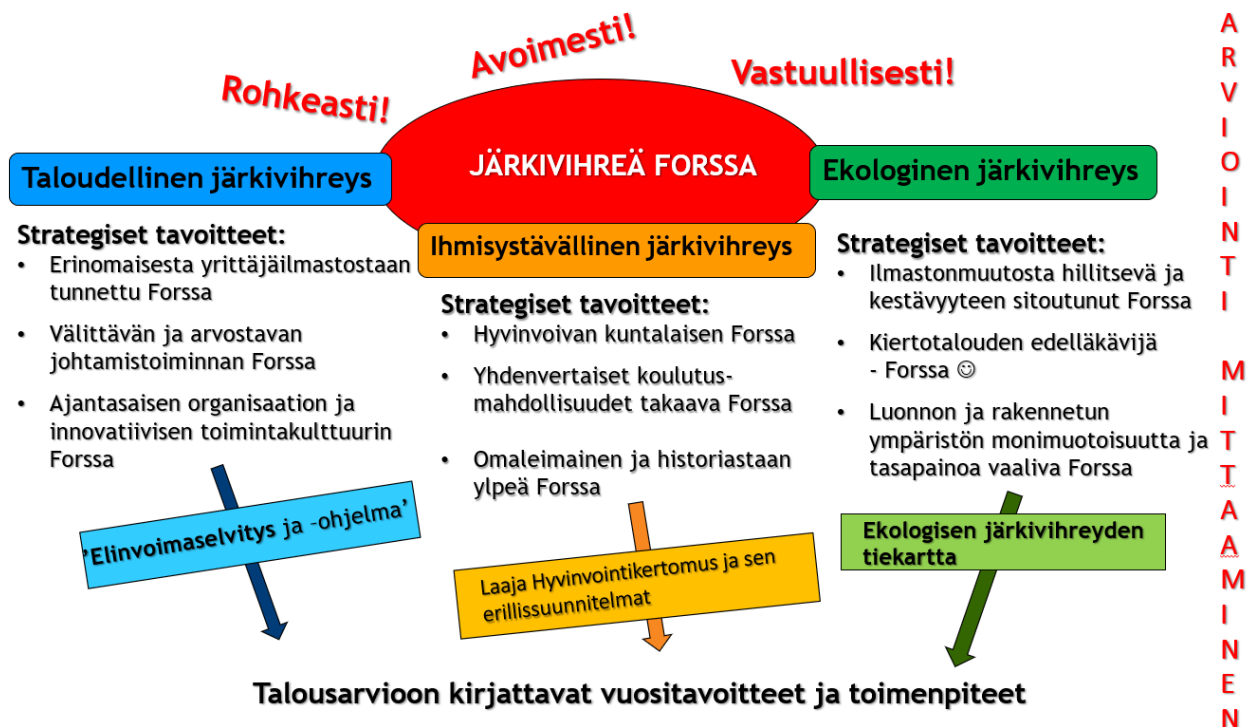 Rohkeasti!
Avoimesti!
Vastuullisesti!
JÄRKIVIHREÄ FORSSA
Taloudellinen järkivihreys
Strategiset tavoitteet:
• Erinomaisesta yrittäjäilmastostaan
tunnettu Forssa
• Välittävän ja arvostavan
johtamistoiminnan Forssa
• Ajantasaisen organisaation ja
innovatiivisen toimintakulttuurin
Forssa
'Elinvoimaselvitys ja -ohjelma'
Ihmisystävällinen järkivihreys
Strategiset tavoitteet:
• Hyvinvoivan kuntalaisen Forssa
• Yhdenvertaiset koulutus-
mahdollisuudet takaava Forssa
• Omaleimainen ja historiastaan
ylpeä Forssa
Laaja Hyvinvointikertomus ja sen
erillissuunnitelmat
Ekologinen järkivihreys
Strategiset tavoitteet:
• Ilmastonmuutosta hillitsevä ja
kestävyyteen sitoutunut Forssa
• Kiertotalouden edelläkävijä
- Forssa ☺
• Luonnon ja rakennetun
ympäristön monimuotoisuutta ja
tasapainoa vaaliva Forssa
Ekologisen järkivihreyden
tiekartta
Talousarvioon kirjattavat vuositavoitteet ja toimenpiteet
ARVIOINTI MITTAAMINEN